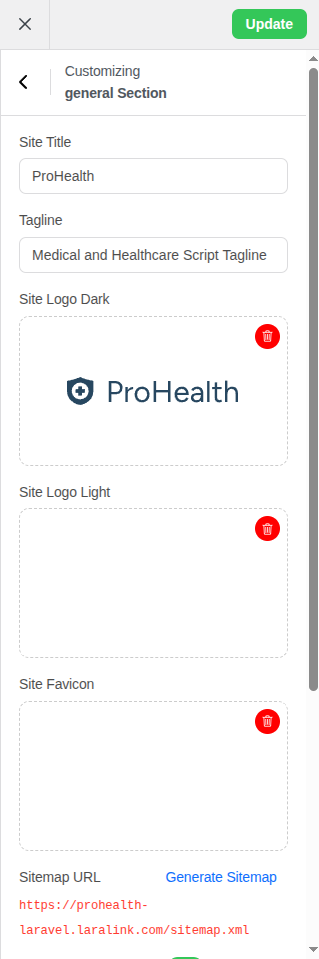 Update
Customizing
general Section
Site Title
ProHealth
Tagline
Medical and Healthcare Script Tagline
Site Logo Dark
ProHealth
Site Logo Light
Site Favicon
Sitemap URL Generate Sitemap
https://prohealth-
laravel.laralink.com/sitemap.xml